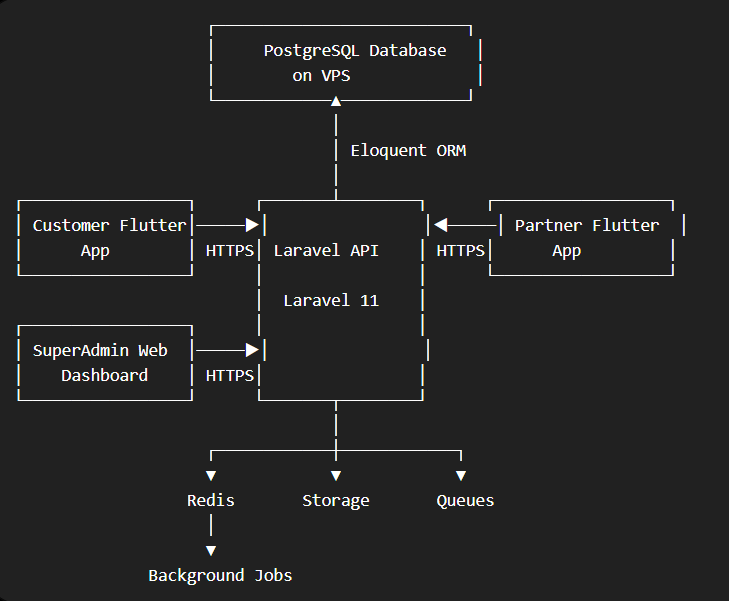 PostgreSQL Database
on VPS
Eloquent ORM
Customer Flutter
App
HTTPS
Laravel API
Laravel 11
HTTPS
Partner Flutter
App
SuperAdmin Web
Dashboard
HTTPS
Redis
Storage
Queues
Background Jobs